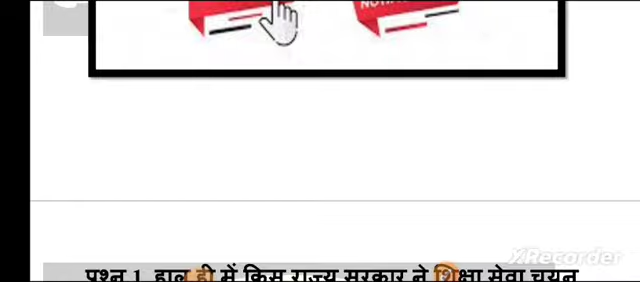 XRecorder
प्रश्न 1. हाल ही में किस राज्य सरकार ने शिक्षा सेवा चयन